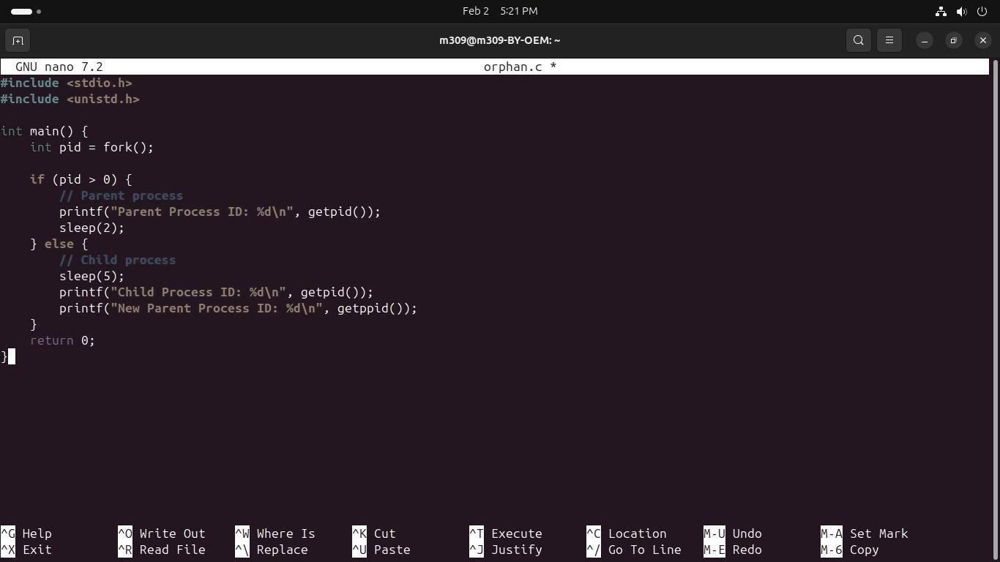 Feb 2 5:21 PM
m309@m309-BY-OEM: ~
GNU nano 7.2 orphan.c *
#include <stdio.h>
#include <unistd.h>

int main() {
    int pid = fork();

    if (pid > 0) {
        // Parent process
        printf("Parent Process ID: %d\n", getpid());
        sleep(2);
    } else {
        // Child process
        sleep(5);
        printf("Child Process ID: %d\n", getpid());
        printf("New Parent Process ID: %d\n", getppid());
    }
    return 0;
}
^G Help ^O Write Out ^W Where Is ^K Cut ^T Execute ^C Location M-U Undo M-A Set Mark
^X Exit ^R Read File ^\ Replace ^U Paste ^J Justify ^/ Go To Line M-E Redo M-6 Copy